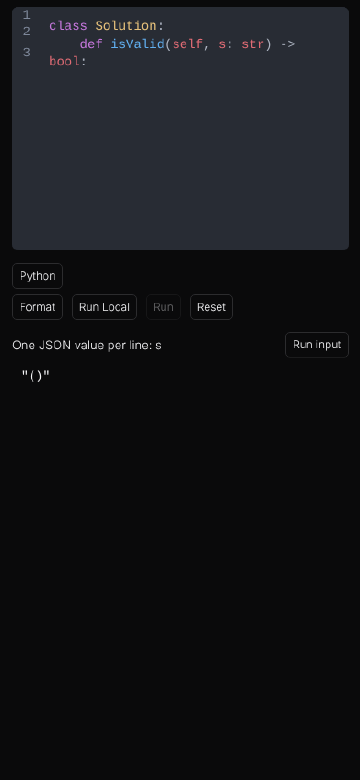 1
class Solution:
2
def isValid(self, s: str) ->
3
bool:
Python
Format Run Local Run Reset
One JSON value per line: s Run input
"()"